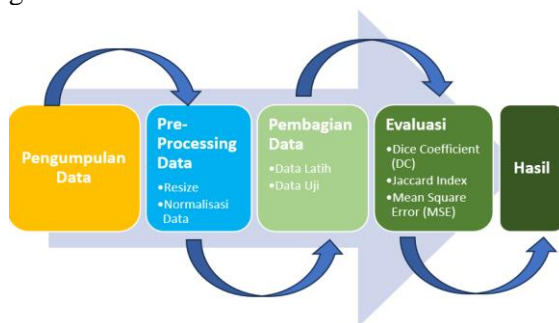 g
Pengumpulan
Data
Pre-
Processing
Data
•Resize
•Normalisasi
Data
Pembagian
Data
•Data Latih
•Data Uji
Evaluasi
•Dice Coefficient
(DC)
•Jaccard Index
•Mean Square
Error (MSE)
Hasil